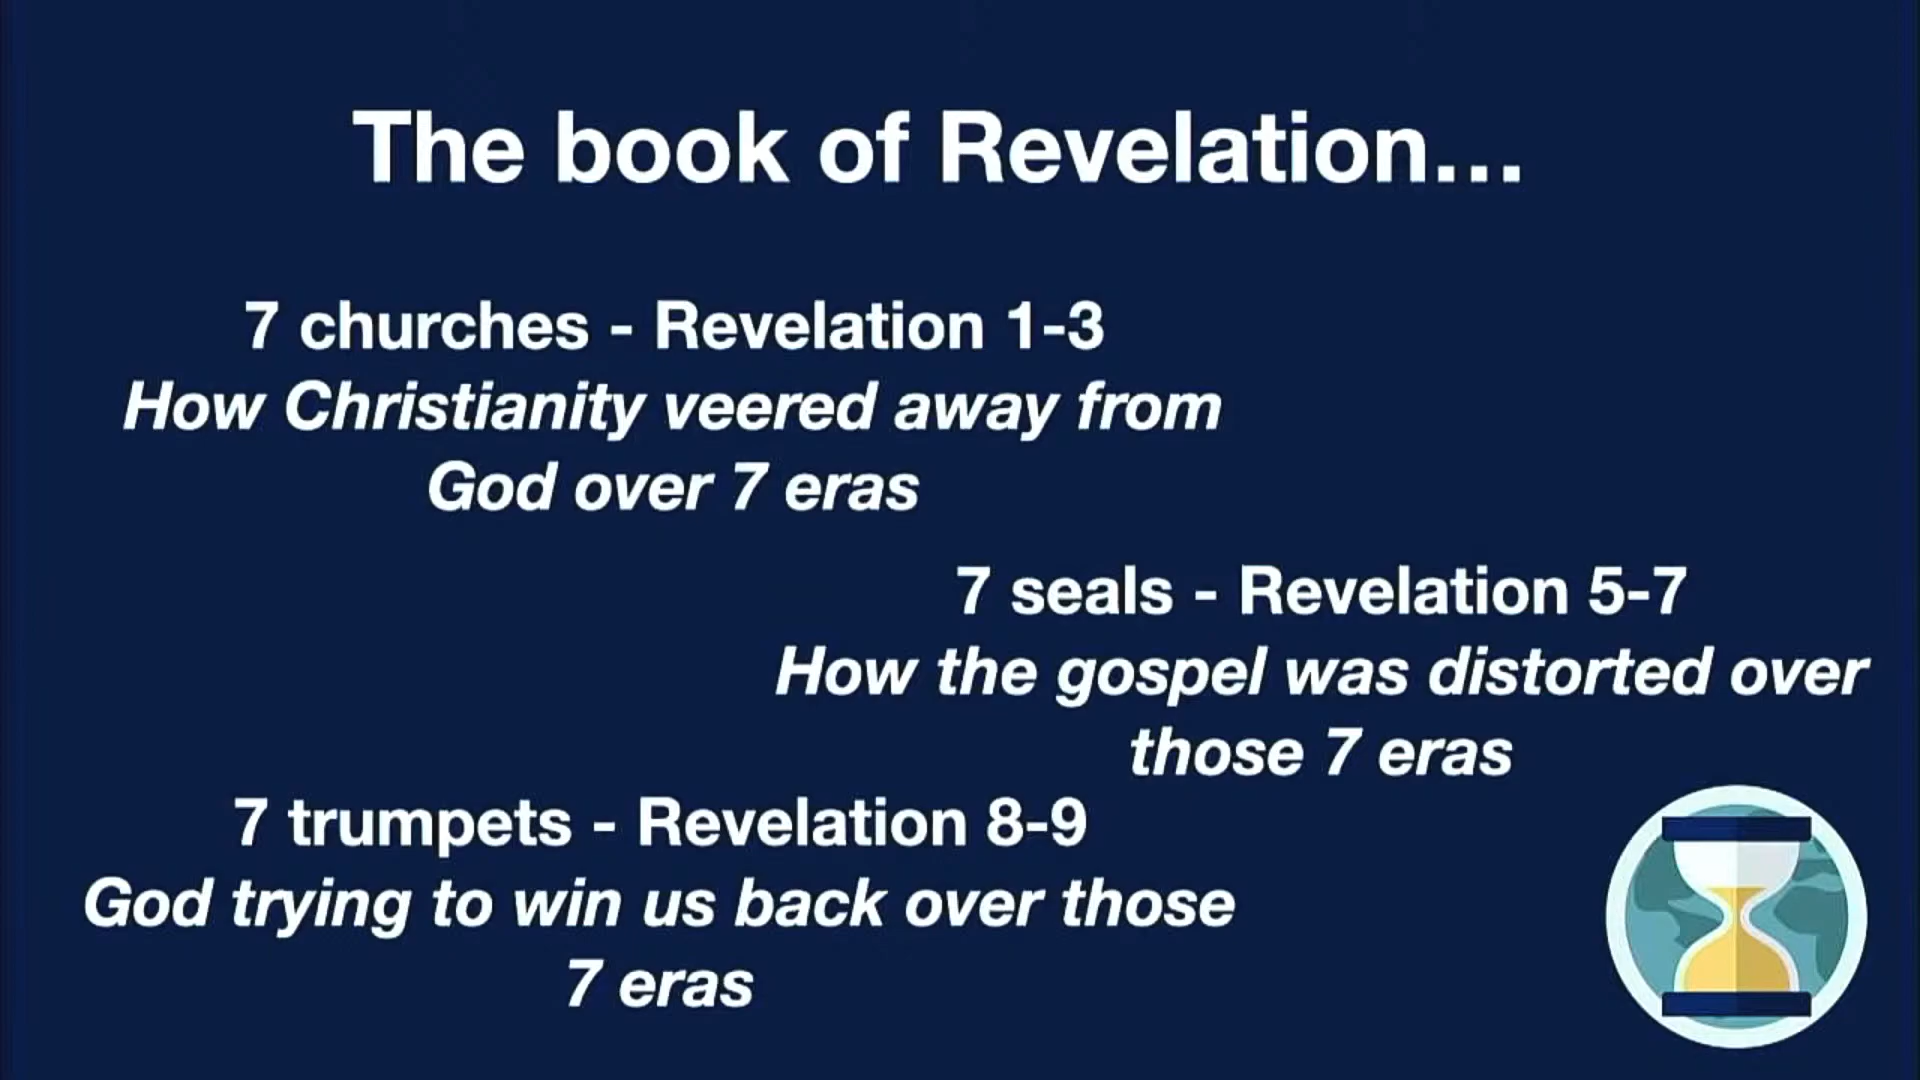 The book of Revelation...
7 churches - Revelation 1-3
How Christianity veered away from
God over 7 eras
7 seals - Revelation 5-7
How the gospel was distorted over
those 7 eras
7 trumpets - Revelation 8-9
God trying to win us back over those
7 eras